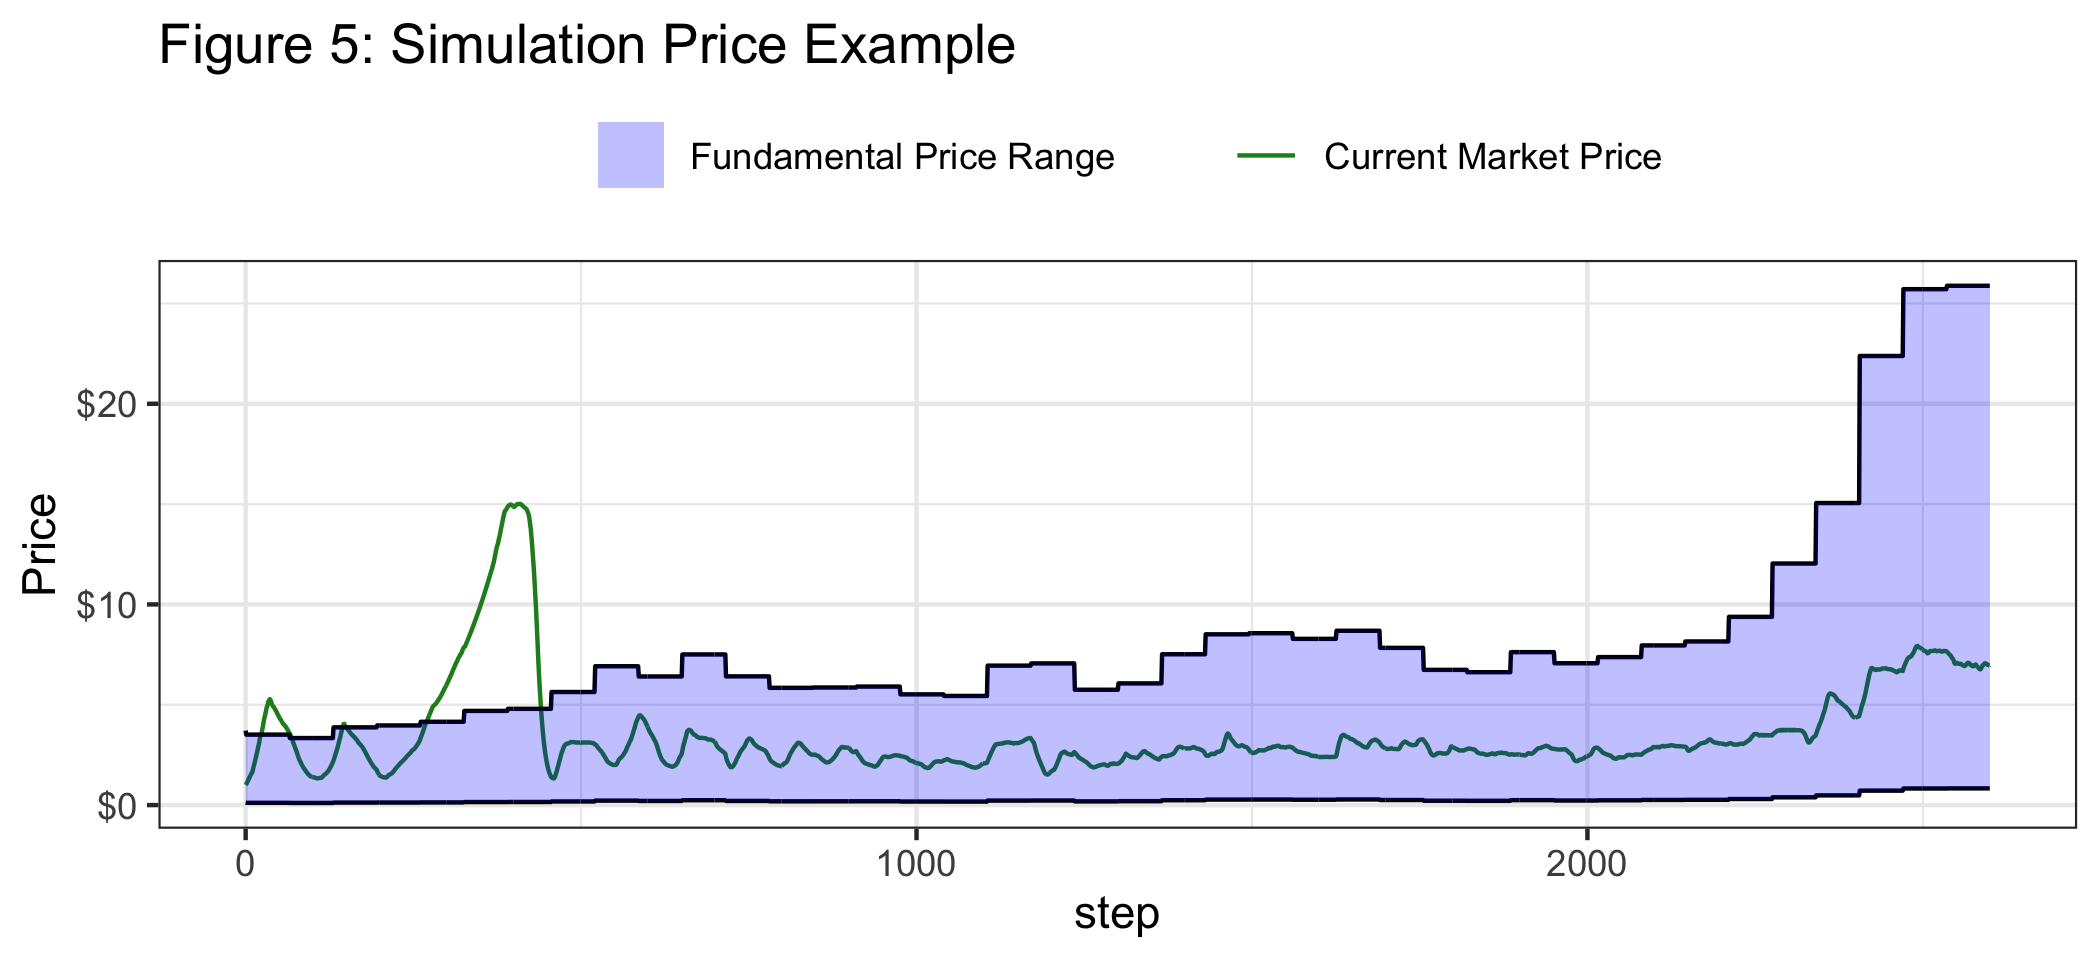 Figure 5: Simulation Price Example
Fundamental Price Range
Current Market Price
Price
$20
$10
$0
0
1000
2000
step